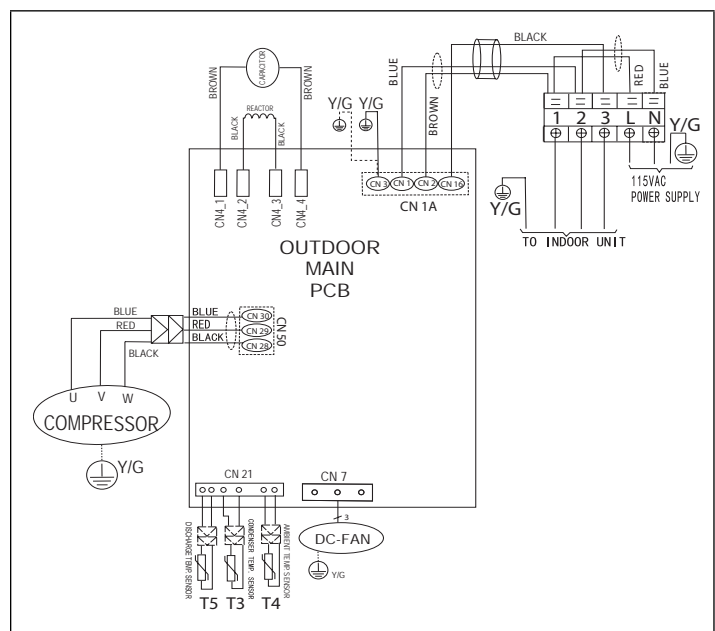 BLACK
BROWN
CAPACITOR
BROWN
BLUE
BROWN
RED
BLUE
REACTOR
BLACK
BLACK
Y/G Y/G
1 2 3 L N
Y/G
115VAC
POWER SUPPLY
CN4_1
CN4_2
CN4_3
CN4_4
CN 3
CN 1
CN 2
CN 16
CN 1A
Y/G
TO INDOOR UNIT
OUTDOOR
MAIN
PCB
BLUE
RED
BLACK
BLUE
RED
BLACK
CN 30
CN 29
CN 28
CN 50
U V W
COMPRESSOR
Y/G
CN 21
CN 7
3
DC-FAN
Y/G
DISCHARGE TEMP. SENSOR
CONDENSER TEMP. SENSOR
AMBIENT TEMP. SENSOR
T5 T3 T4